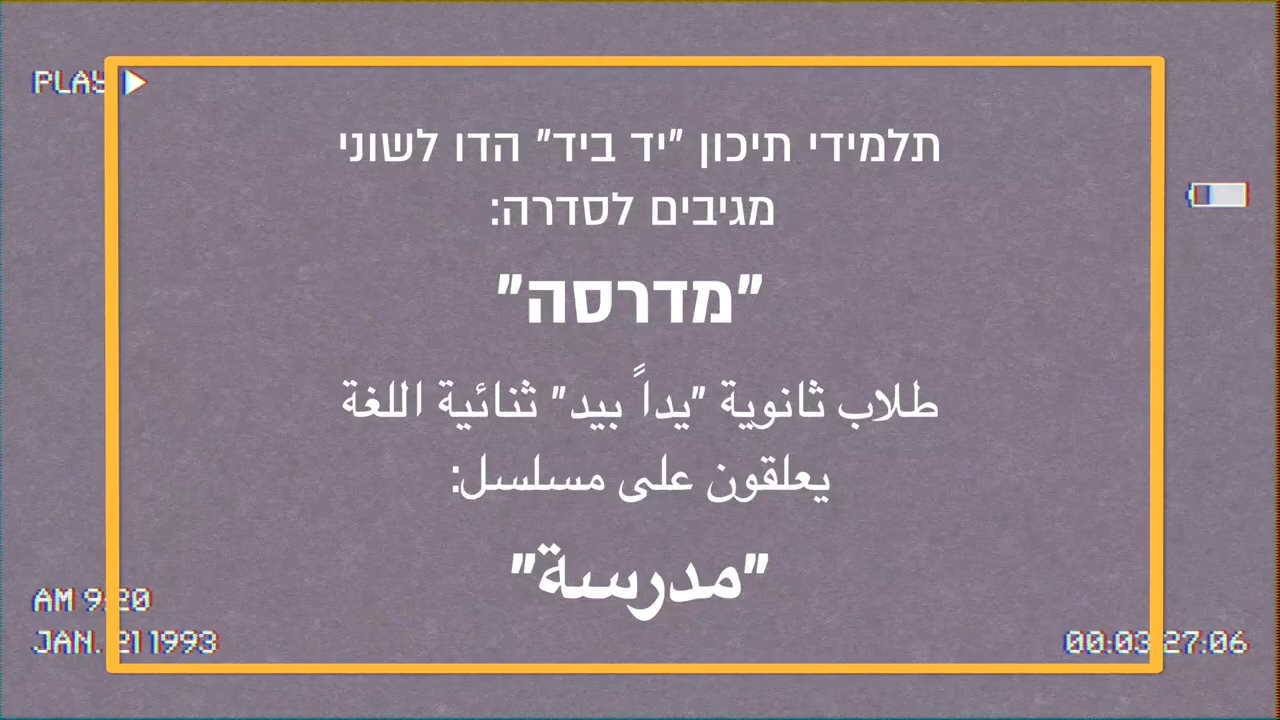 PLAY
תלמידי תיכון "יד ביד" הדו לשוני
מגיבים לסדרה:
"מדרסה"
طلاب ثانوية "يداً بيد" ثنائية اللغة
يعلقون على مسلسل:
"مدرسة"
AM 9:20
JAN. 21 1993
00:03:27:06